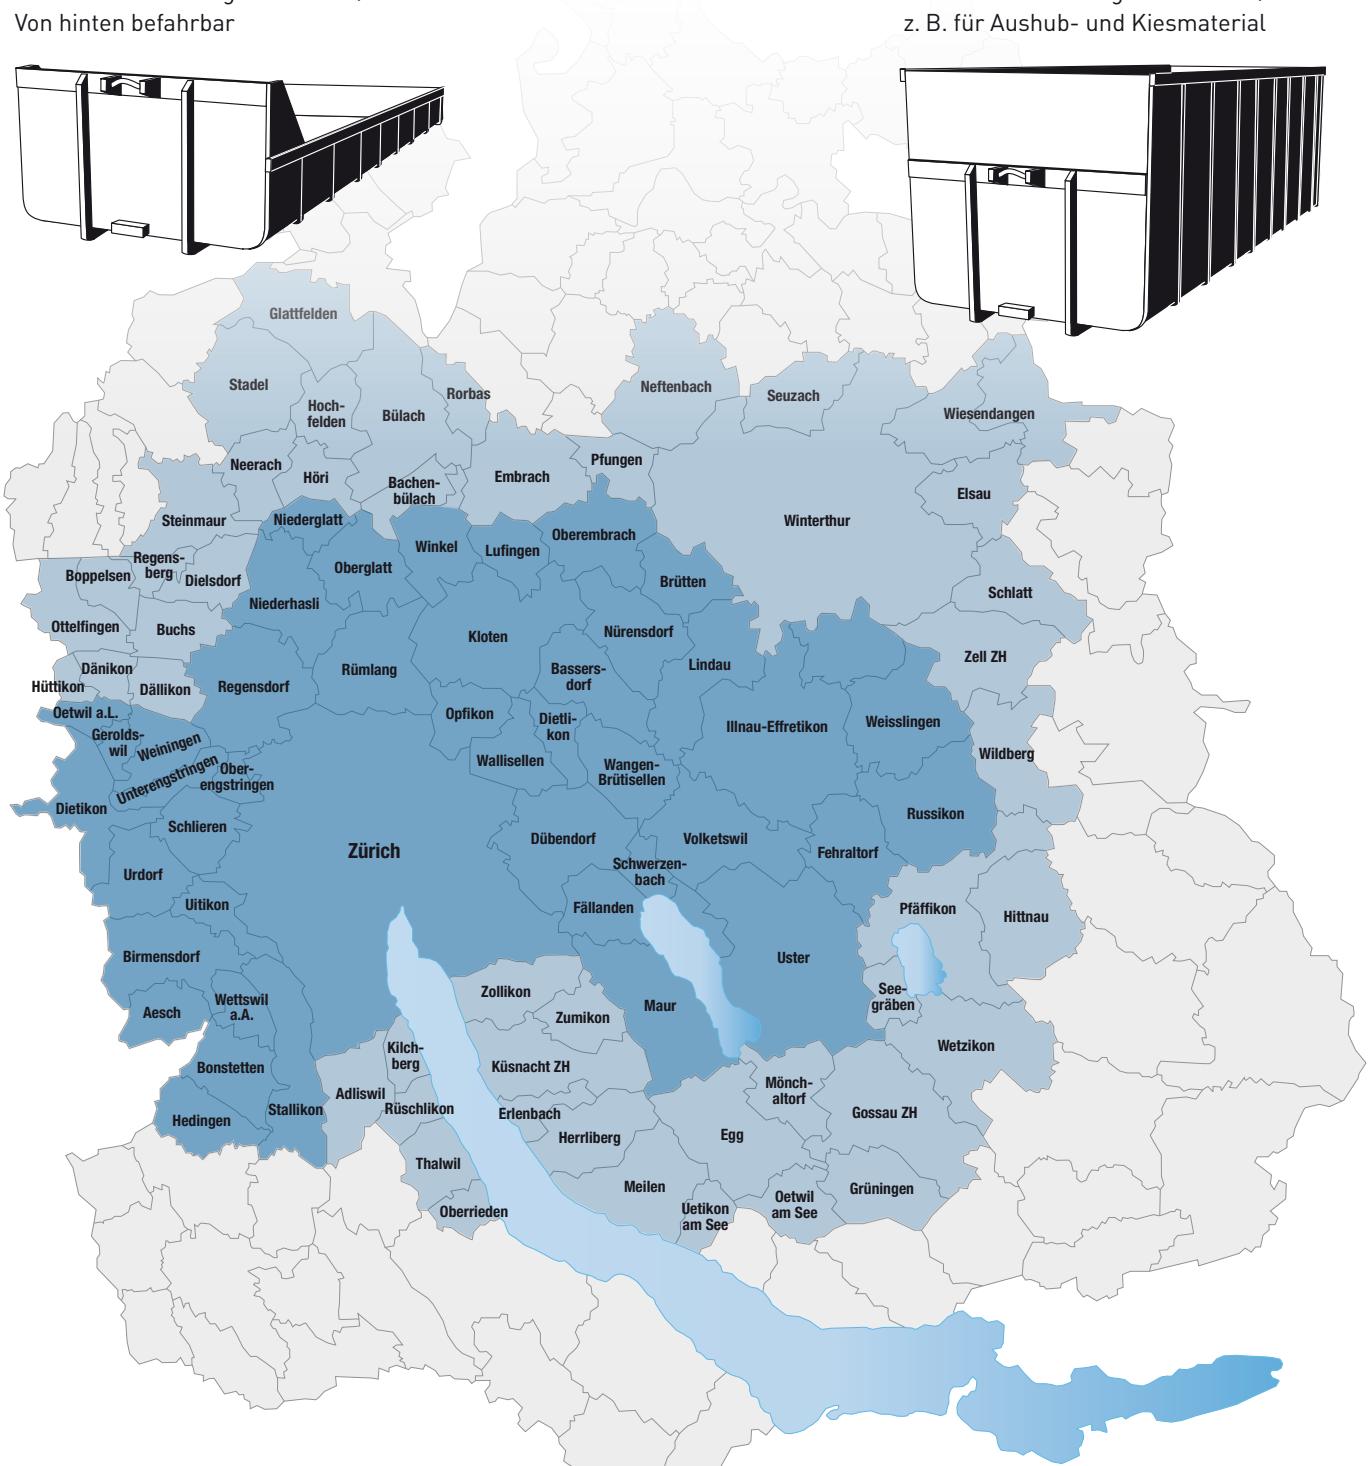 Von hinten befahrbar
z. B. für Aushub- und Kiesmaterial
Glattfelden
Stadel
Hoch-
felden
Bülach
Rorbas
Neftenbach
Seuzach
Wiesendangen
Neerach
Höri
Bachen-
bülach
Embrach
Pfungen
Elsau
Steinmaur
Niederglatt
Winkel
Lufingen
Oberembrach
Winterthur
Regens-
berg
Boppelsen
Dielsdorf
Oberglatt
Brütten
Schlatt
Niederhasli
Ottelfingen
Buchs
Kloten
Nürensdorf
Zell ZH
Dänikon
Hüttikon
Dällikon
Regensdorf
Rümlang
Bassers-
dorf
Lindau
Oetwil a.L.
Gerolds-
wil
Weiningen
Opfikon
Dietli-
kon
Illnau-Effretikon
Weisslingen
Wildberg
Unterengstringen
Ober-
engstringen
Wallisellen
Wangen-
Brütisellen
Dietikon
Schlieren
Russikon
Zürich
Dübendorf
Volketswil
Fehraltorf
Schwerzen-
bach
Urdorf
Uitikon
Fällanden
Pfäffikon
Hittnau
Birmensdorf
Uster
Aesch
Wettswil
a.A.
Zollikon
Zumikon
Maur
See-
gräben
Wetzikon
Kilch-
berg
Bonstetten
Küsnacht ZH
Adliswil
Mönch-
altorf
Rüschlikon
Stallikon
Hedingen
Erlenbach
Herrliberg
Egg
Gossau ZH
Thalwil
Meilen
Grüningen
Oberrieden
Uetikon
am See
Oetwil
am See